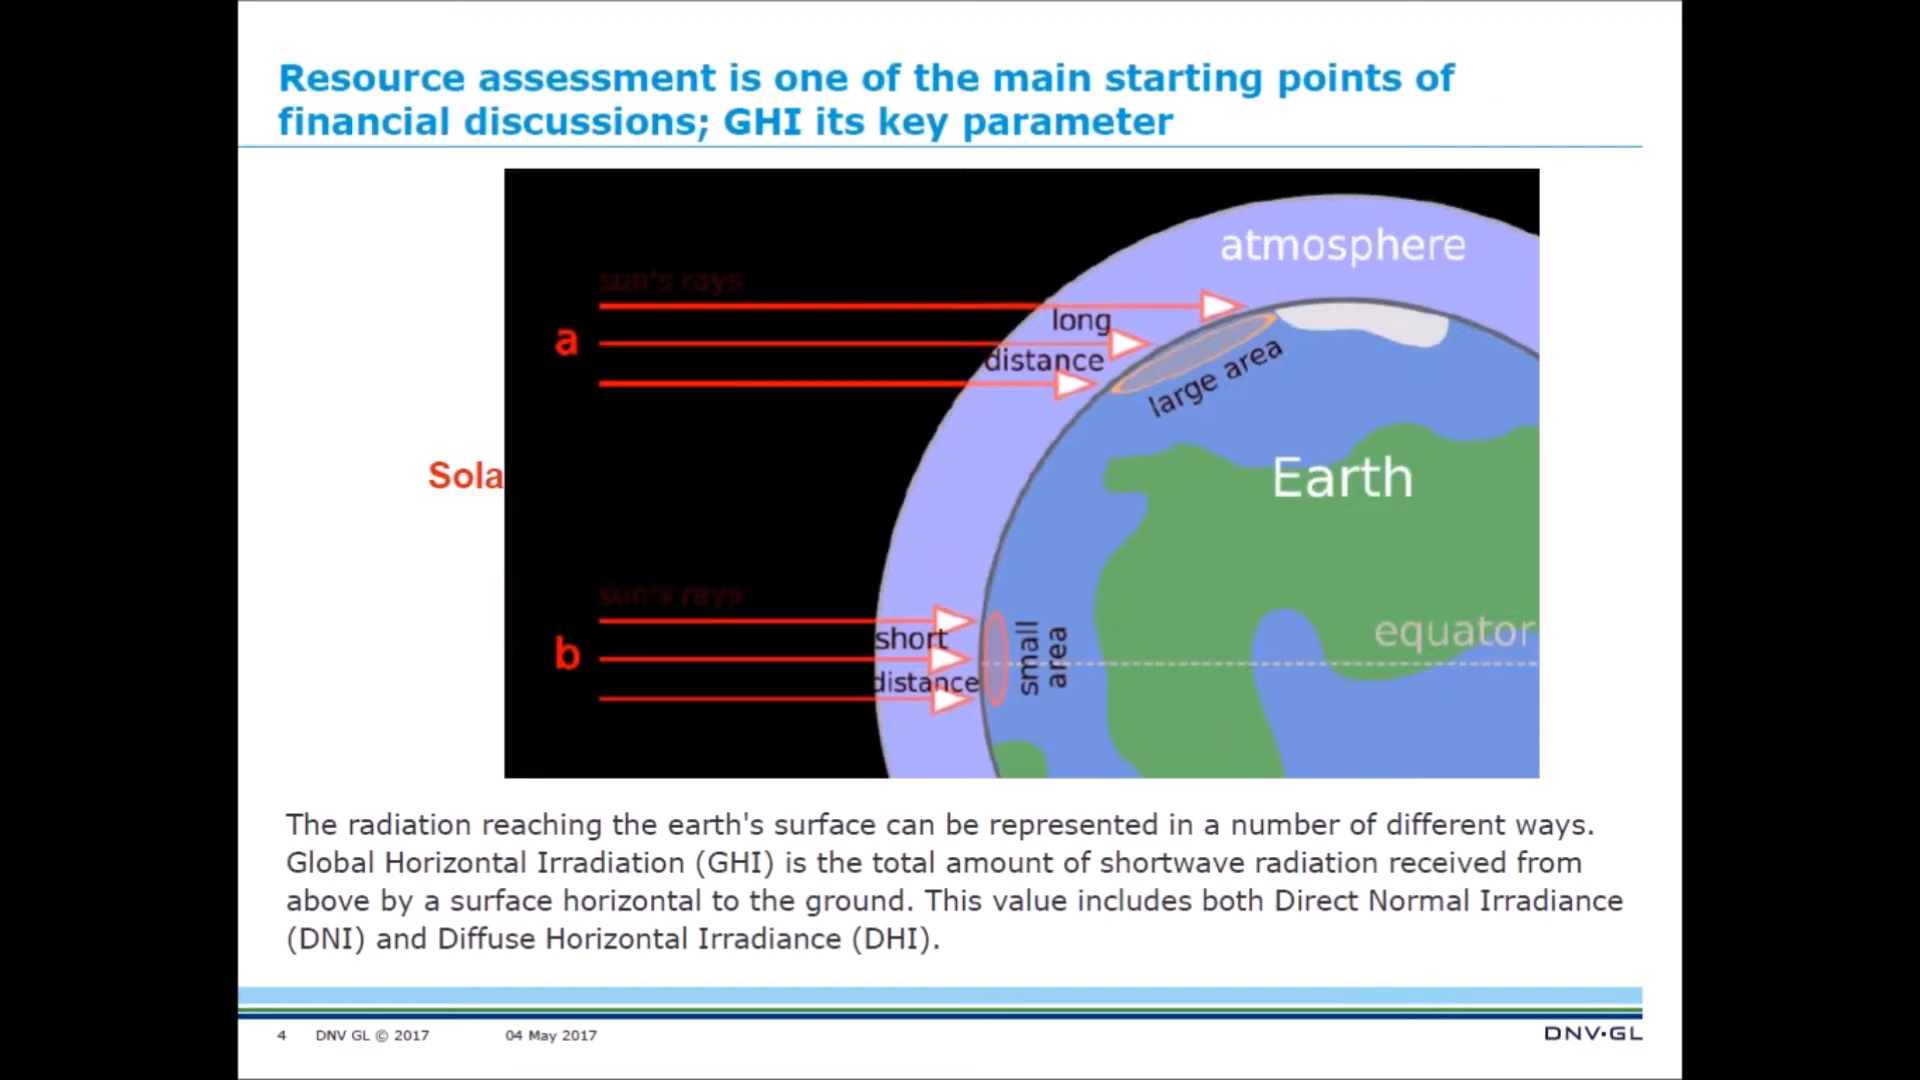 Resource assessment is one of the main starting points of
financial discussions; GHI its key parameter
atmosphere
sun's rays
a
long
distance
large area
Sola
Earth
sun's rays
b
short
distance
small
area
equator
The radiation reaching the earth's surface can be represented in a number of different ways.
Global Horizontal Irradiation (GHI) is the total amount of shortwave radiation received from
above by a surface horizontal to the ground. This value includes both Direct Normal Irradiance
(DNI) and Diffuse Horizontal Irradiance (DHI).
4 DNV GL © 2017 04 May 2017 DNV·GL